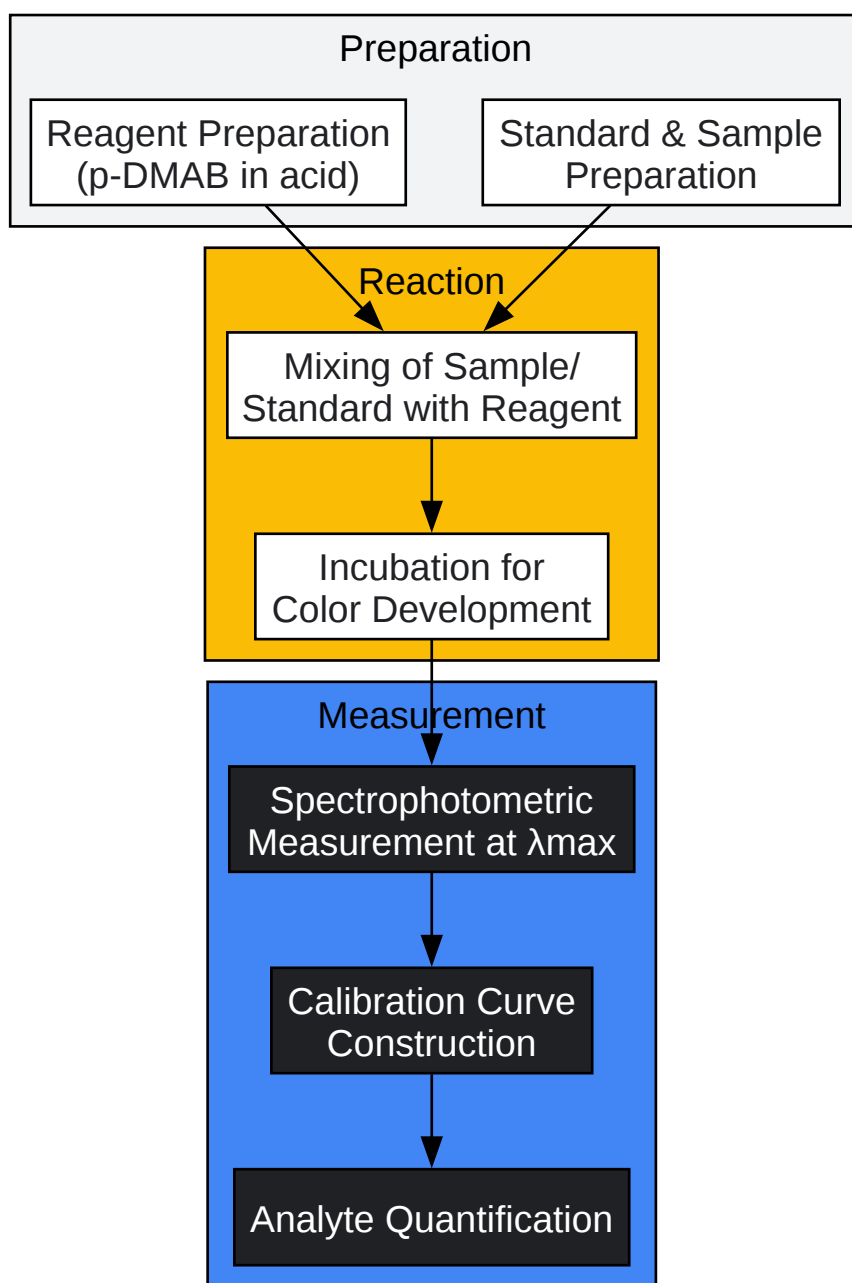 Preparation
Reagent Preparation
(p-DMAB in acid)
Standard & Sample
Preparation
Reaction
Mixing of Sample/
Standard with Reagent
Incubation for
Color Development
Measurement
Spectrophotometric
Measurement at λmax
Calibration Curve
Construction
Analyte Quantification